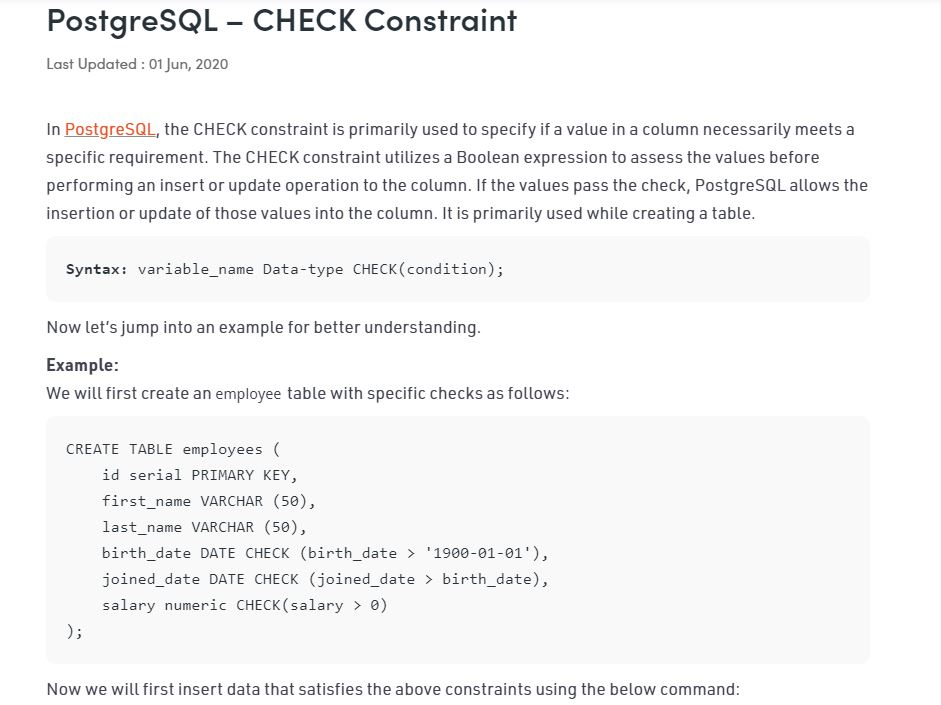 PostgreSQL – CHECK Constraint
Last Updated : 01 Jun, 2020
In PostgreSQL, the CHECK constraint is primarily used to specify if a value in a column necessarily meets a
specific requirement. The CHECK constraint utilizes a Boolean expression to assess the values before
performing an insert or update operation to the column. If the values pass the check, PostgreSQL allows the
insertion or update of those values into the column. It is primarily used while creating a table.
Syntax: variable_name Data-type CHECK(condition);
Now let's jump into an example for better understanding.
Example:
We will first create an employee table with specific checks as follows:
CREATE TABLE employees (
    id serial PRIMARY KEY,
    first_name VARCHAR (50),
    last_name VARCHAR (50),
    birth_date DATE CHECK (birth_date > '1900-01-01'),
    joined_date DATE CHECK (joined_date > birth_date),
    salary numeric CHECK(salary > 0)
);
Now we will first insert data that satisfies the above constraints using the below command: